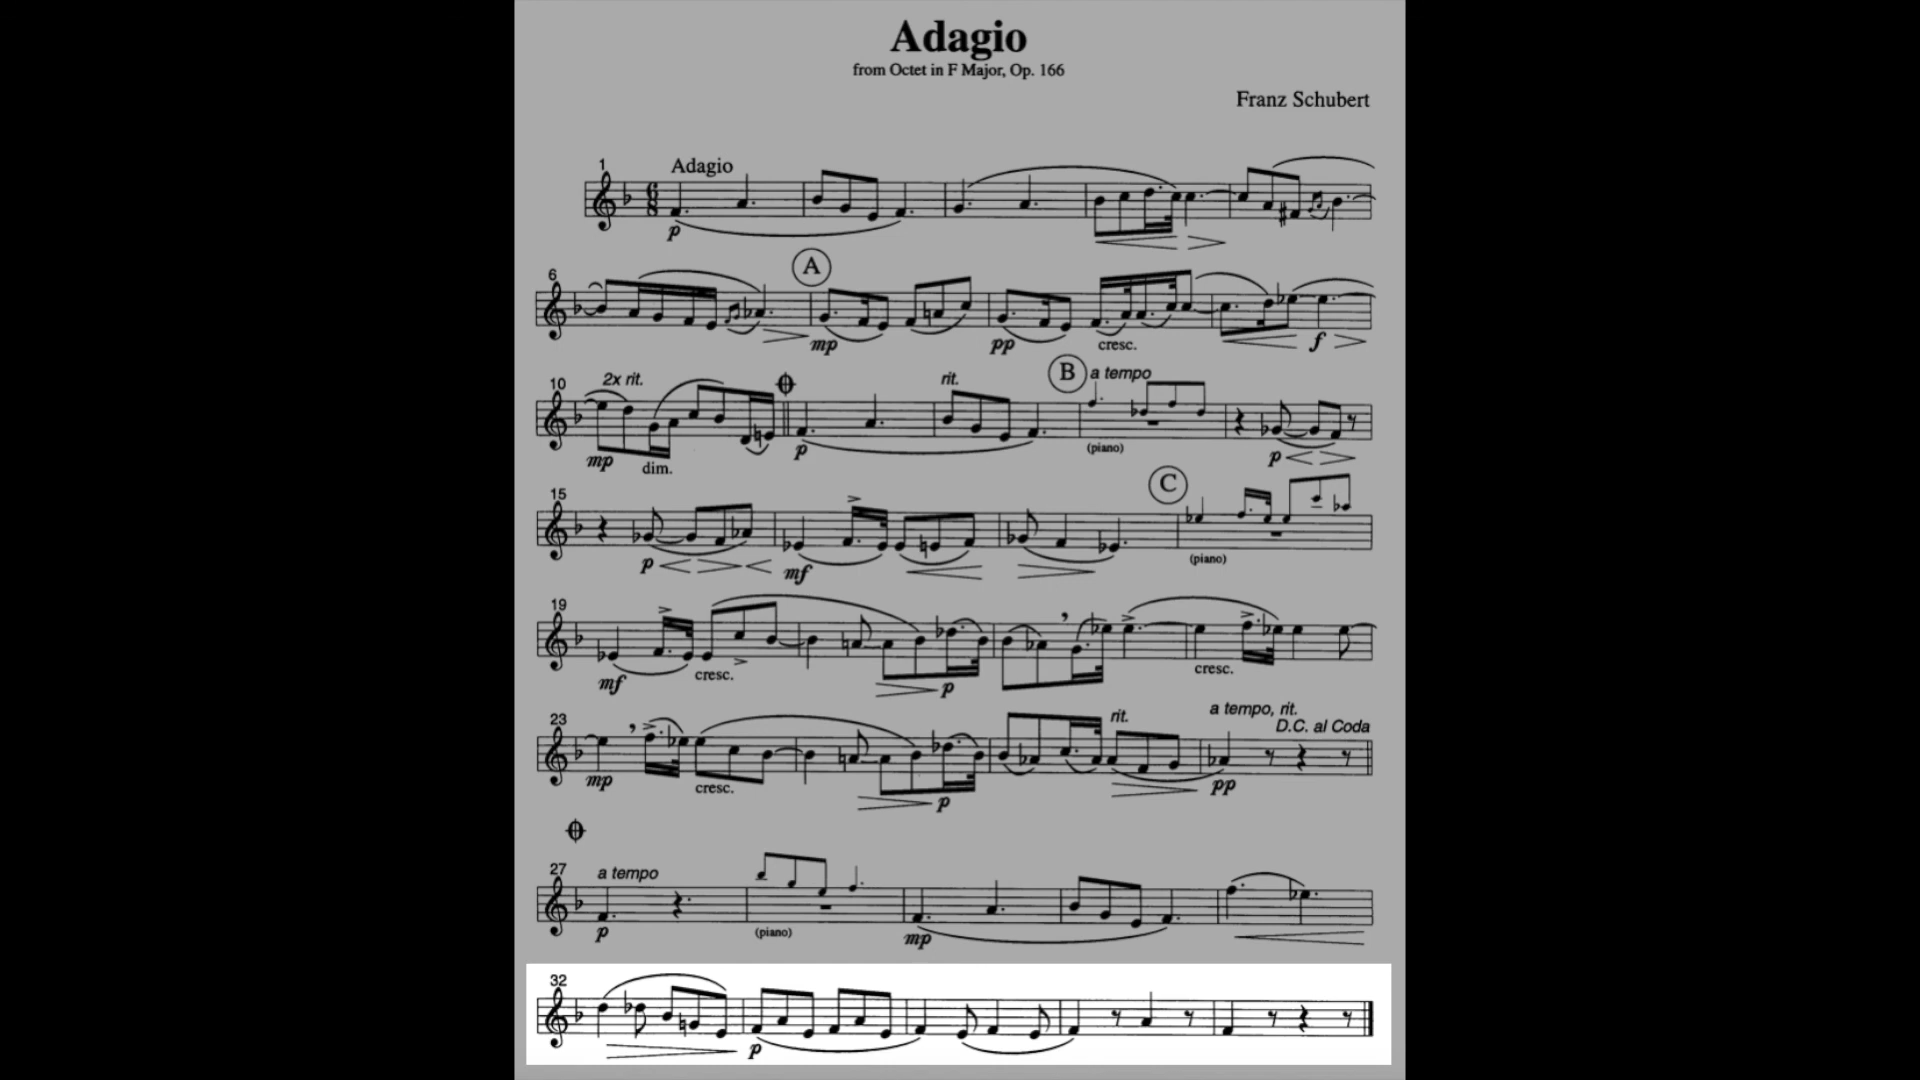 Adagio
from Octet in F Major, Op. 166
Franz Schubert
1 Adagio
6 8
p
6 A
mp pp cresc. f
10 2x rit. rit. B a tempo
mp dim. p (piano) p
15 C
p mf (piano)
19
mf cresc. p cresc.
23 rit. a tempo, rit.
D.C. al Coda
mp cresc. p pp
27 a tempo
p (piano) mp
32
p